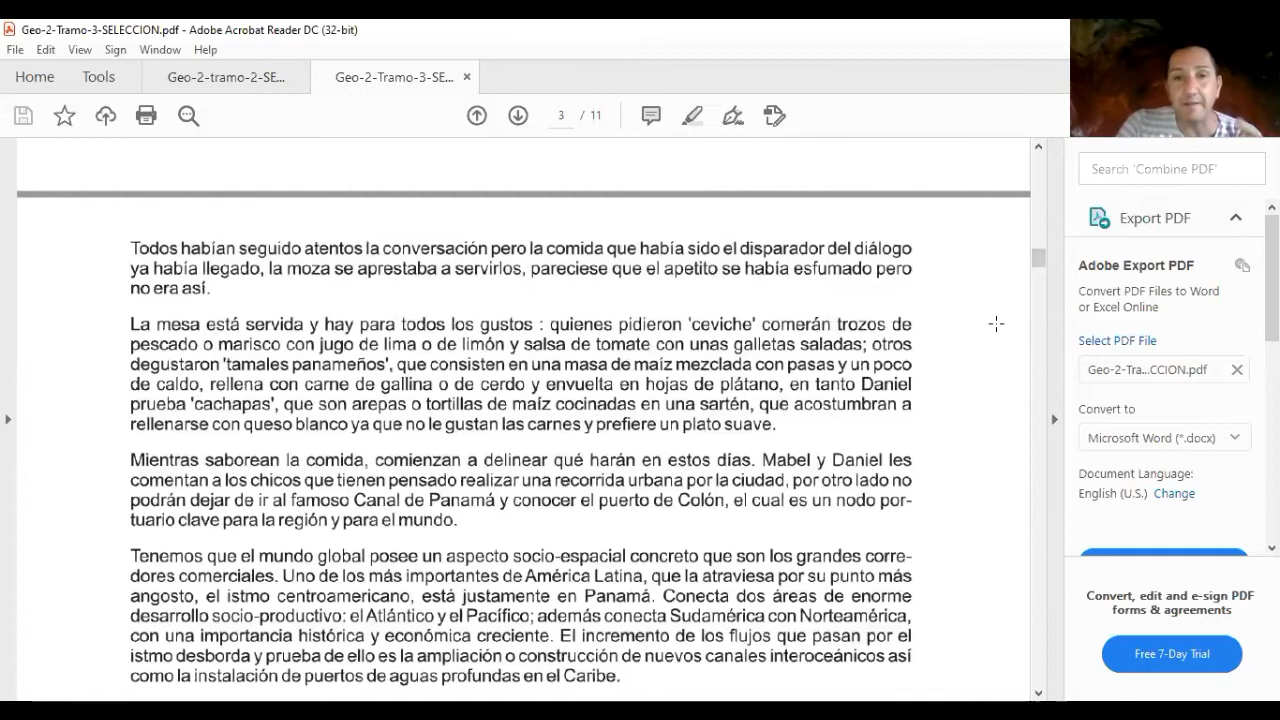 Geo-2-Tramo-3-SELECCION.pdf - Adobe Acrobat Reader DC (32-bit)
File Edit View Sign Window Help
Home Tools Geo-2-tramo-2-SE... Geo-2-Tramo-3-SE... ×
3 / 11
Search 'Combine PDF'
Export PDF
Adobe Export PDF
Convert PDF Files to Word
or Excel Online
Select PDF File
Geo-2-Tra...CCION.pdf
Convert to
Microsoft Word (*.docx)
Document Language:
English (U.S.) Change
Convert, edit and e-sign PDF
forms & agreements
Free 7-Day Trial
Todos habían seguido atentos la conversación pero la comida que había sido el disparador del diálogo
ya había llegado, la moza se aprestaba a servirlos, pareciese que el apetito se había esfumado pero
no era así.
La mesa está servida y hay para todos los gustos : quienes pidieron 'ceviche' comerán trozos de
pescado o marisco con jugo de lima o de limón y salsa de tomate con unas galletas saladas; otros
degustaron 'tamales panameños', que consisten en una masa de maíz mezclada con pasas y un poco
de caldo, rellena con carne de gallina o de cerdo y envuelta en hojas de plátano, en tanto Daniel
prueba 'cachapas', que son arepas o tortillas de maíz cocinadas en una sartén, que acostumbran a
rellenarse con queso blanco ya que no le gustan las carnes y prefiere un plato suave.
Mientras saborean la comida, comienzan a delinear qué harán en estos días. Mabel y Daniel les
comentan a los chicos que tienen pensado realizar una recorrida urbana por la ciudad, por otro lado no
podrán dejar de ir al famoso Canal de Panamá y conocer el puerto de Colón, el cual es un nodo por-
tuario clave para la región y para el mundo.
Tenemos que el mundo global posee un aspecto socio-espacial concreto que son los grandes corre-
dores comerciales. Uno de los más importantes de América Latina, que la atraviesa por su punto más
angosto, el istmo centroamericano, está justamente en Panamá. Conecta dos áreas de enorme
desarrollo socio-productivo: el Atlántico y el Pacífico; además conecta Sudamérica con Norteamérica,
con una importancia histórica y económica creciente. El incremento de los flujos que pasan por el
istmo desborda y prueba de ello es la ampliación o construcción de nuevos canales interoceánicos así
como la instalación de puertos de aguas profundas en el Caribe.